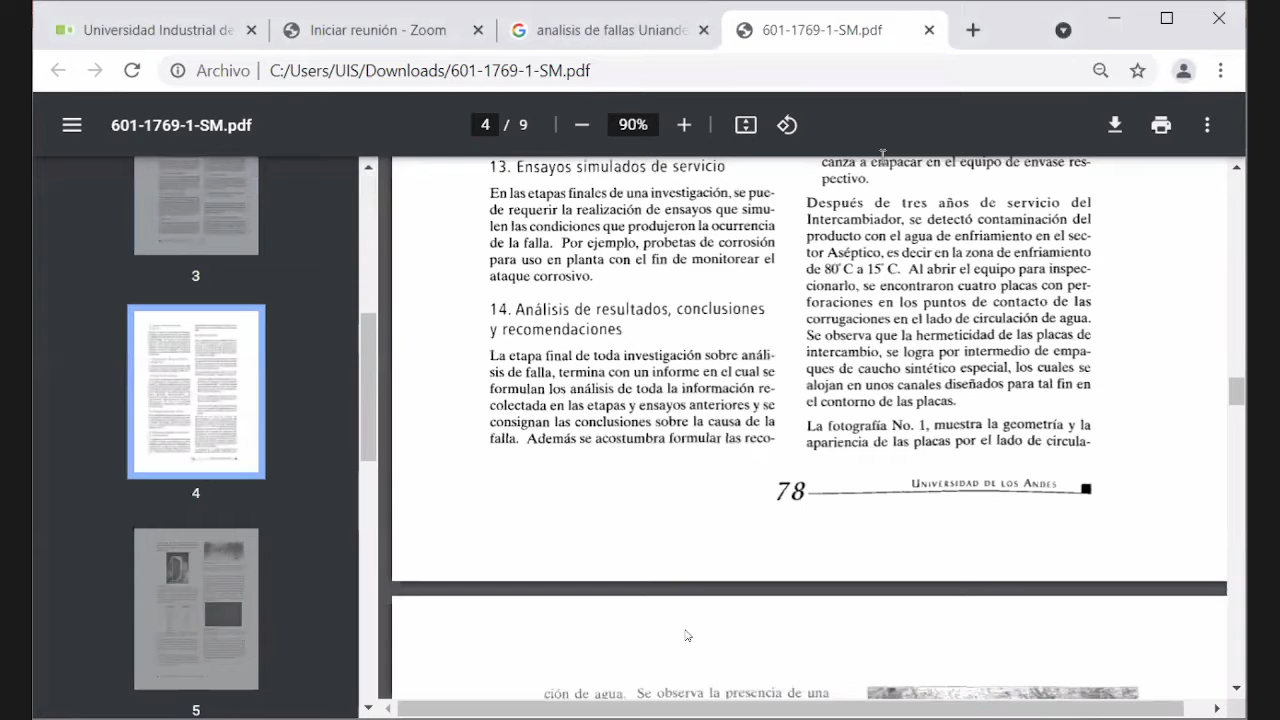 Universidad Industrial de
Iniciar reunión - Zoom
analisis de fallas Uniande
601-1769-1-SM.pdf
Archivo
C:/Users/UIS/Downloads/601-1769-1-SM.pdf
601-1769-1-SM.pdf
4 / 9
90%
3
4
5
13. Ensayos simulados de servicio
En las etapas finales de una investigación, se pue-
de requerir la realización de ensayos que simu-
len las condiciones que produjeron la ocurrencia
de la falla. Por ejemplo, probetas de corrosión
para uso en planta con el fin de monitorear el
ataque corrosivo.
14. Análisis de resultados, conclusiones
y recomendaciones
La etapa final de toda investigación sobre análi-
sis de falla, termina con un informe en el cual se
formulan los análisis de toda la información re-
colectada en las etapas y ensayos anteriores y se
consignan las conclusiones sobre la causa de la
falla. Además se acostumbra formular las reco-
canza a empacar en el equipo de envase res-
pectivo.
Después de tres años de servicio del
Intercambiador, se detectó contaminación del
producto con el agua de enfriamiento en el sec-
tor Aséptico, es decir en la zona de enfriamiento
de 80°C a 15°C. Al abrir el equipo para inspec-
cionarlo, se encontraron cuatro placas con per-
foraciones en los puntos de contacto de las
corrugaciones en el lado de circulación de agua.
Se observa que la hermeticidad de las placas de
intercambio, se logra por intermedio de empa-
ques de caucho sintético especial, los cuales se
alojan en unos canales diseñados para tal fin en
el contorno de las placas.
La fotografía No. 1, muestra la geometría y la
apariencia de las placas por el lado de circula-
78
UNIVERSIDAD DE LOS ANDES
ción de agua. Se observa la presencia de una